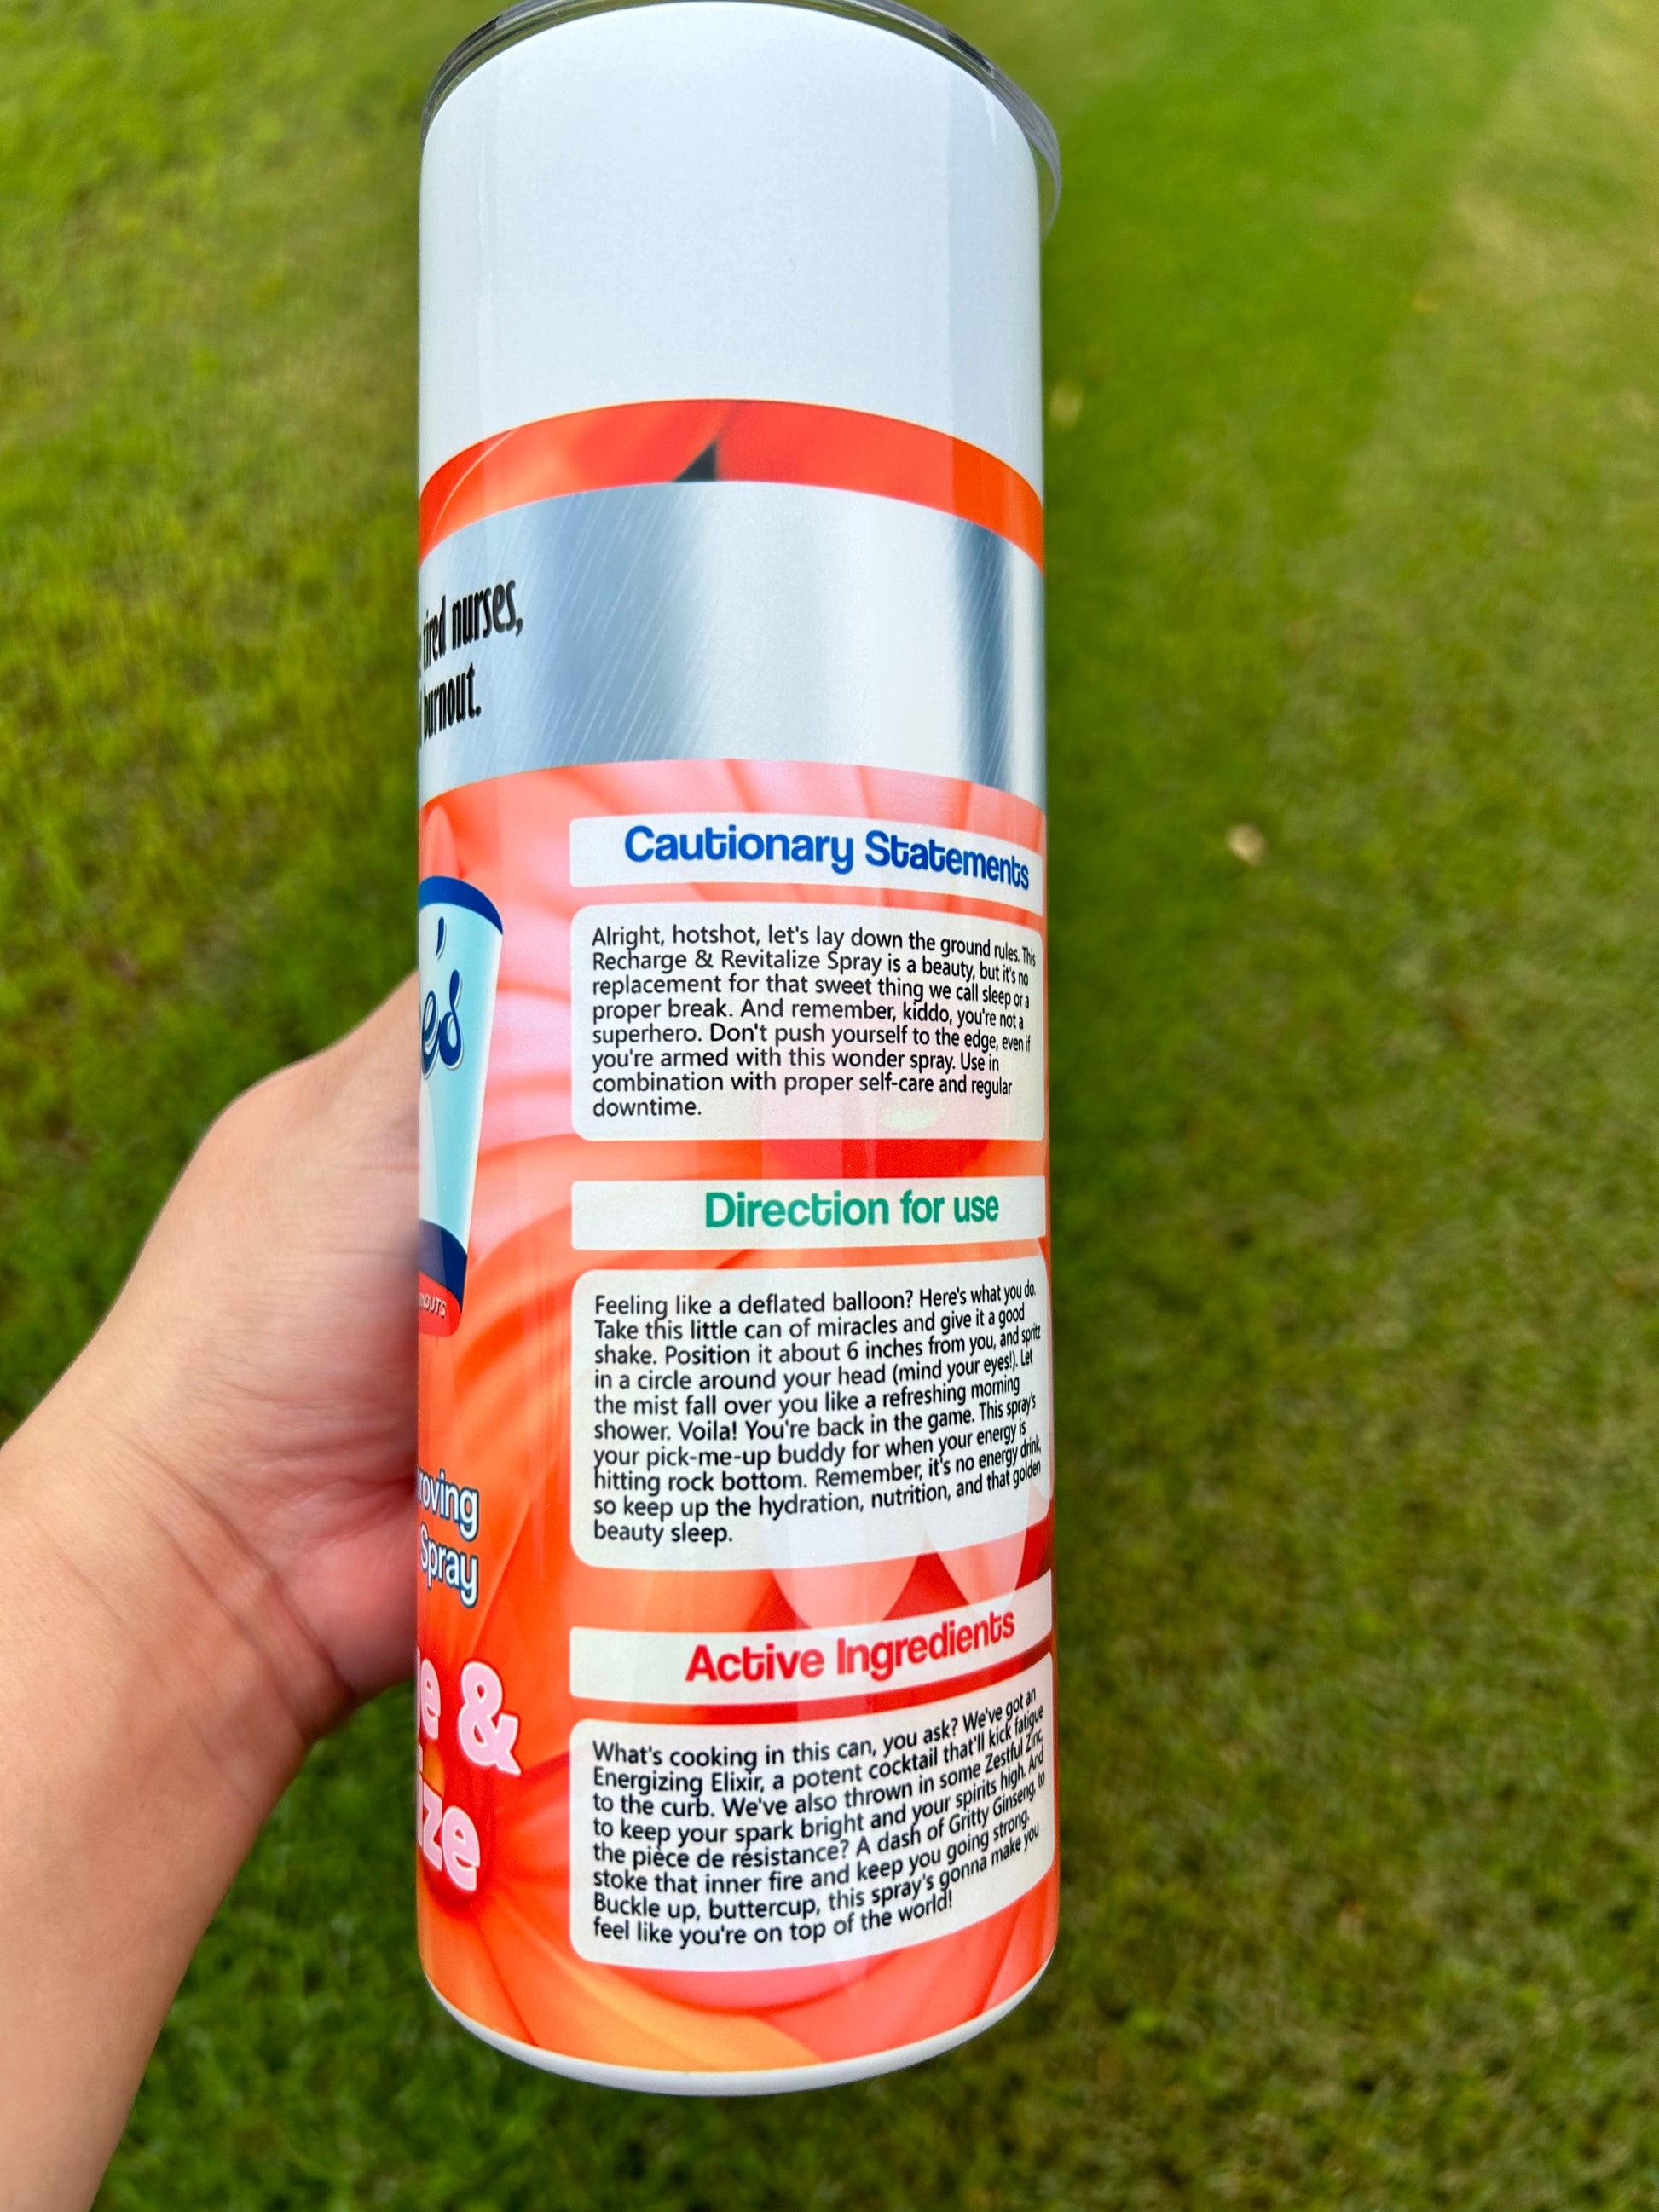 tired nurses,
burnout.
Cautionary Statements
Alright, hotshot, let's lay down the ground rules. This
Recharge & Revitalize Spray is a beauty, but it's no
replacement for that sweet thing we call sleep or a
proper break. And remember, kiddo, you're not a
superhero. Don't push yourself to the edge, even if
you're armed with this wonder spray. Use in
combination with proper self-care and regular
downtime.
Direction for use
Feeling like a deflated balloon? Here's what you do.
Take this little can of miracles and give it a good
shake. Position it about 6 inches from you, and spritz
in a circle around your head (mind your eyes!). Let
the mist fall over you like a refreshing morning
shower. Voila! You're back in the game. This spray's
your pick-me-up buddy for when your energy is
hitting rock bottom. Remember, it's no energy drink,
so keep up the hydration, nutrition, and that golden
beauty sleep.
Spray
&
Active Ingredients
What's cooking in this can, you ask? We've got an
Energizing Elixir, a potent cocktail that'll kick fatigue
to the curb. We've also thrown in some Zestful Zinc,
to keep your spark bright and your spirits high. And
the pièce de résistance? A dash of Gritty Ginseng, to
stoke that inner fire and keep you going strong.
Buckle up, buttercup, this spray's gonna make you
feel like you're on top of the world!